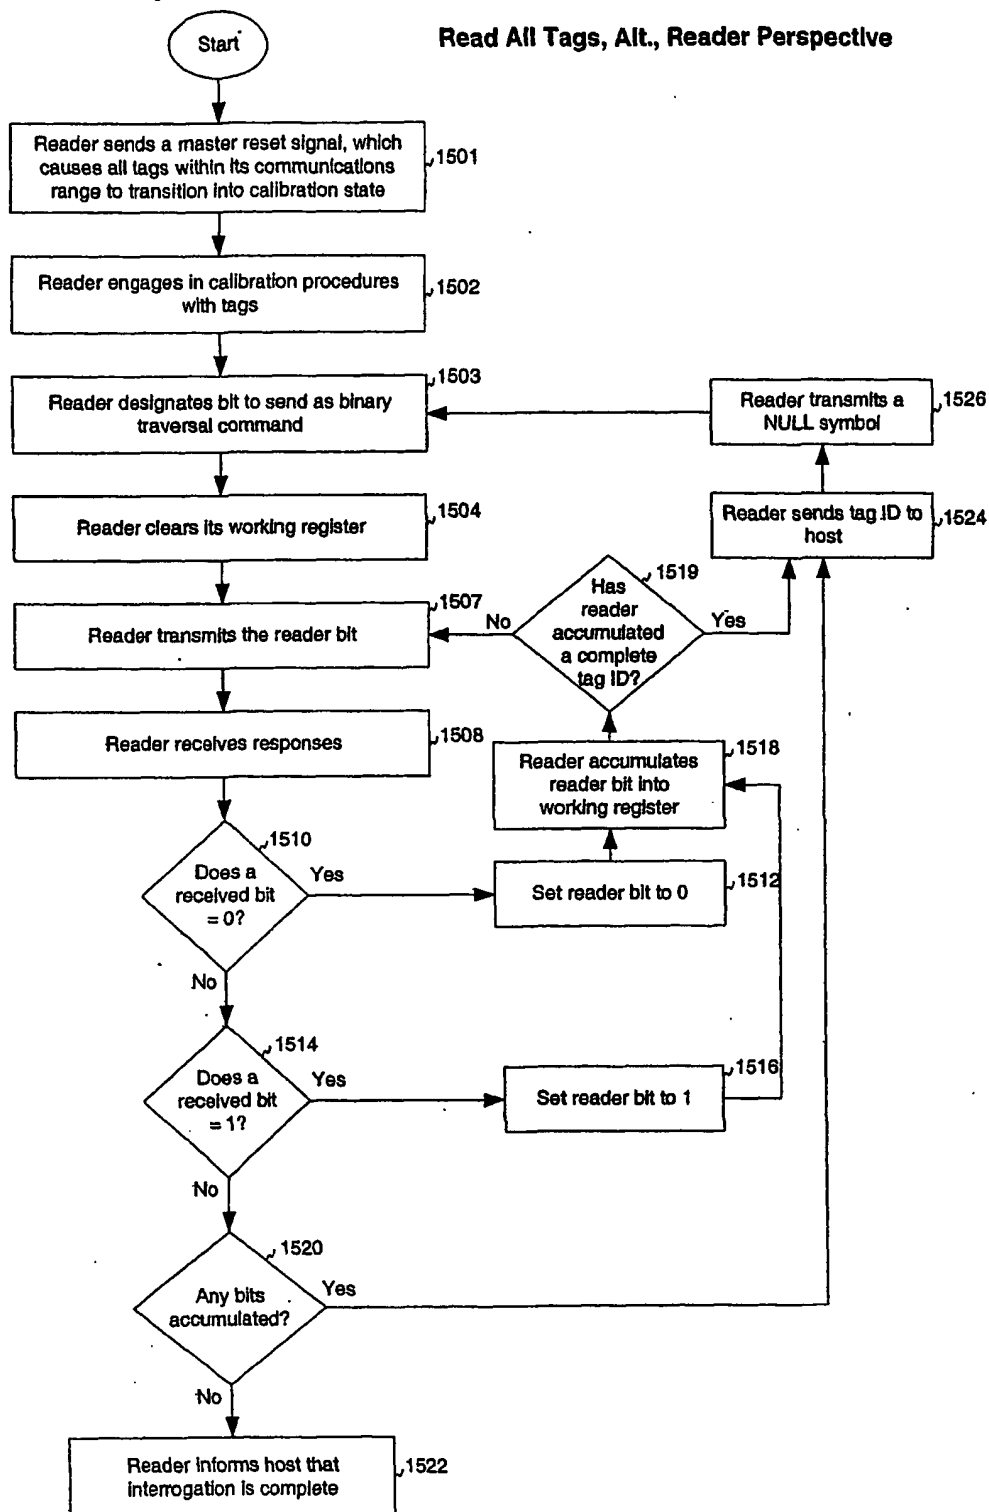 Start
Read All Tags, Alt., Reader Perspective
Reader sends a master reset signal, which
causes all tags within its communications
range to transition into calibration state
1501
Reader engages in calibration procedures
with tags
1502
1503
Reader designates bit to send as binary
traversal command
Reader transmits a
NULL symbol
1526
Reader clears its working register
1504
Reader sends tag ID to
host
1524
1519
Has
reader
accumulated
a complete
tag ID?
No
Yes
1507
Reader transmits the reader bit
Reader receives responses
1508
Reader accumulates
reader bit into
working register
1518
1510
Does a
received bit
= 0?
Yes
Set reader bit to 0
1512
No
1514
Does a
received bit
= 1?
Yes
1516
Set reader bit to 1
No
1520
Any bits
accumulated?
Yes
No
Reader informs host that
interrogation is complete
1522